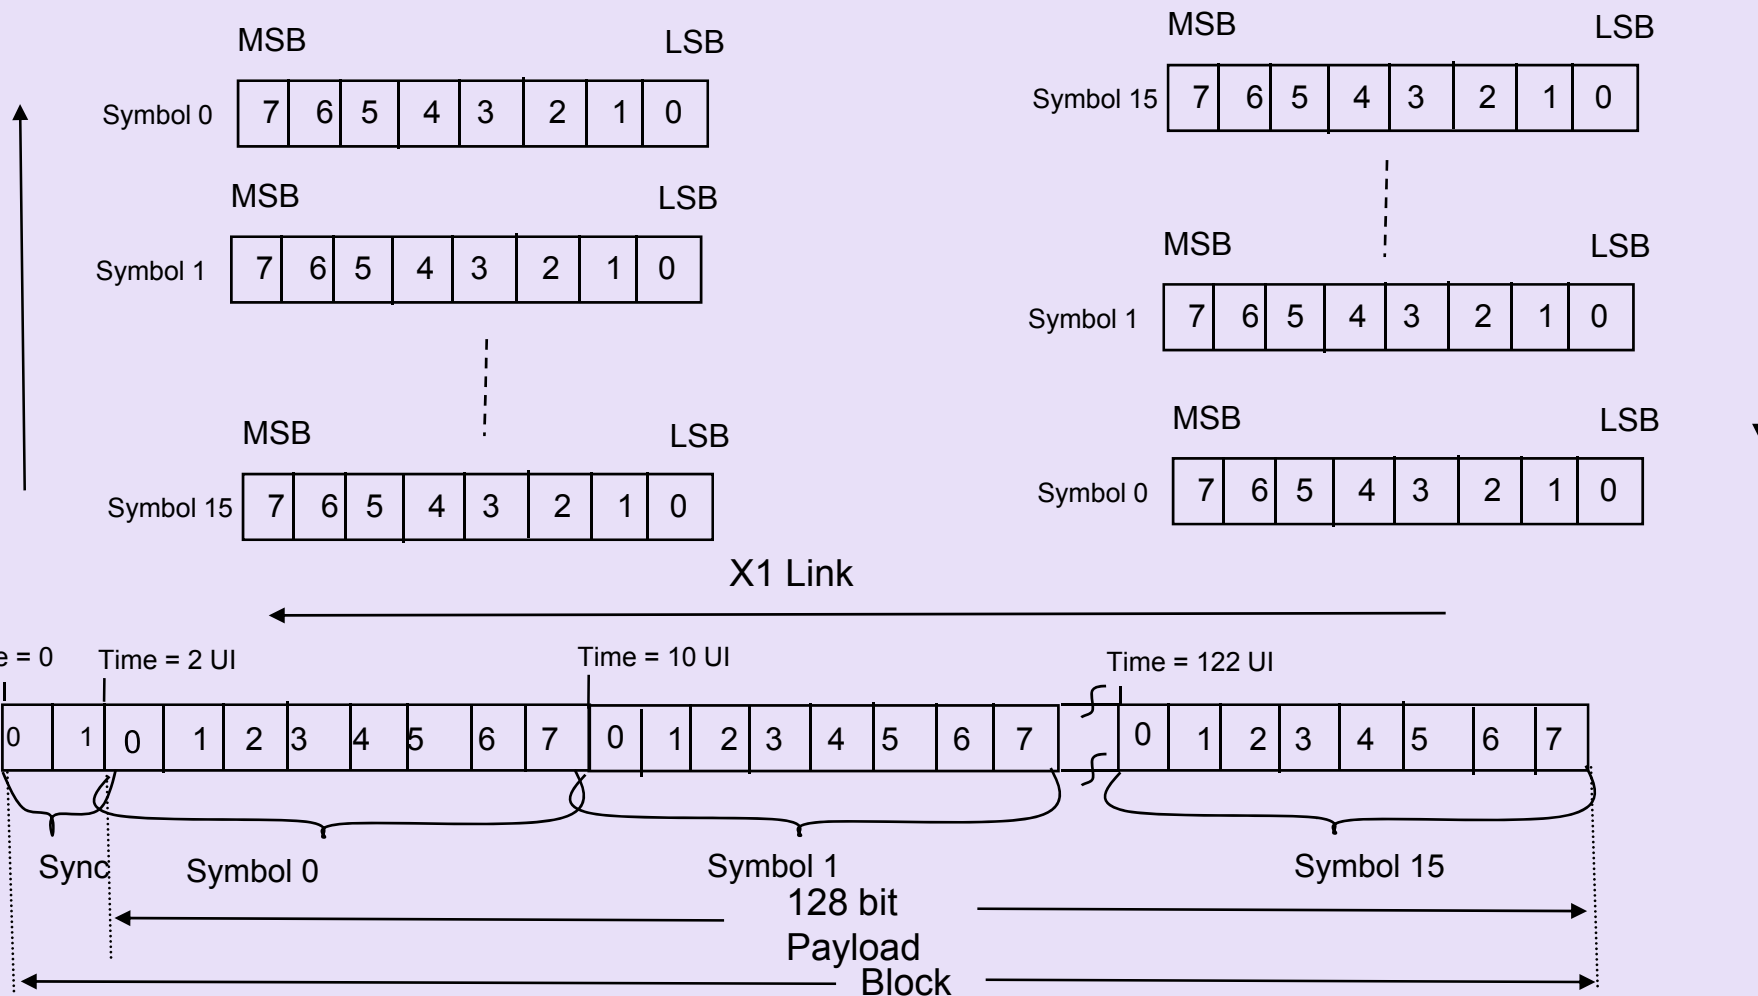 MSB LSB
Symbol 0 7 6 5 4 3 2 1 0
MSB LSB
Symbol 1 7 6 5 4 3 2 1 0
MSB LSB
Symbol 15 7 6 5 4 3 2 1 0
MSB LSB
Symbol 15 7 6 5 4 3 2 1 0
MSB LSB
Symbol 1 7 6 5 4 3 2 1 0
MSB LSB
Symbol 0 7 6 5 4 3 2 1 0
X1 Link
e = 0 Time = 2 UI Time = 10 UI Time = 122 UI
0 1 0 1 2 3 4 5 6 7 0 1 2 3 4 5 6 7 0 1 2 3 4 5 6 7
Sync Symbol 0 Symbol 1 Symbol 15
128 bit
Payload
Block